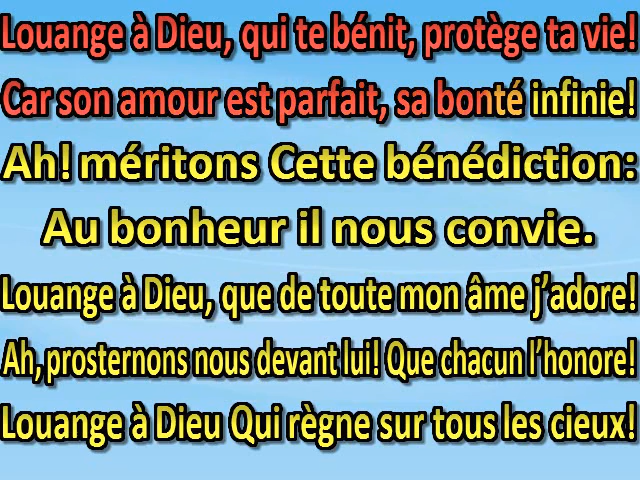 Louange à Dieu, qui te bénit, protège ta vie!
Car son amour est parfait, sa bonté infinie!
Ah! méritons Cette bénédiction:
Au bonheur il nous convie.
Louange à Dieu, que de toute mon âme j'adore!
Ah, prosternons nous devant lui! Que chacun l'honore!
Louange à Dieu Qui règne sur tous les cieux!